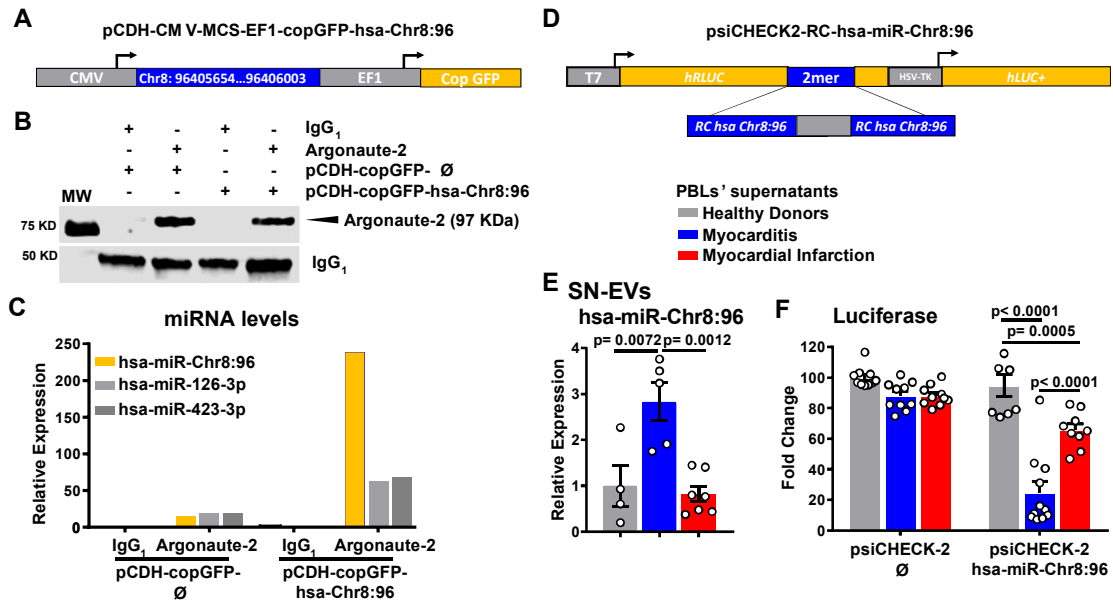 A
pCDH-CM V-MCS-EF1-copGFP-hsa-Chr8:96
CMV
Chr8: 96405654...96406003
EF1
Cop GFP
B
+ - + - IgG1
- + - + Argonaute-2
+ + - - pCDH-copGFP- Ø
- - + + pCDH-copGFP-hsa-Chr8:96
MW
75 KD
Argonaute-2 (97 KDa)
50 KD
IgG1
C
miRNA levels
Relative Expression
250
200
150
100
50
0
hsa-miR-Chr8:96
hsa-miR-126-3p
hsa-miR-423-3p
IgG1 Argonaute-2 IgG1 Argonaute-2
pCDH-copGFP-
Ø
pCDH-copGFP-
hsa-Chr8:96
D
psiCHECK2-RC-hsa-miR-Chr8:96
T7
hRLUC
2mer
HSV-TK
hLUC+
RC hsa Chr8:96
RC hsa Chr8:96
PBLs' supernatants
Healthy Donors
Myocarditis
Myocardial Infarction
E
SN-EVs
hsa-miR-Chr8:96
p= 0.0072 p= 0.0012
Relative Expression
4
3
2
1
0
F
Luciferase
p< 0.0001
p= 0.0005
p< 0.0001
Fold Change
120
100
80
60
40
20
0
psiCHECK-2
Ø
psiCHECK-2
hsa-miR-Chr8:96